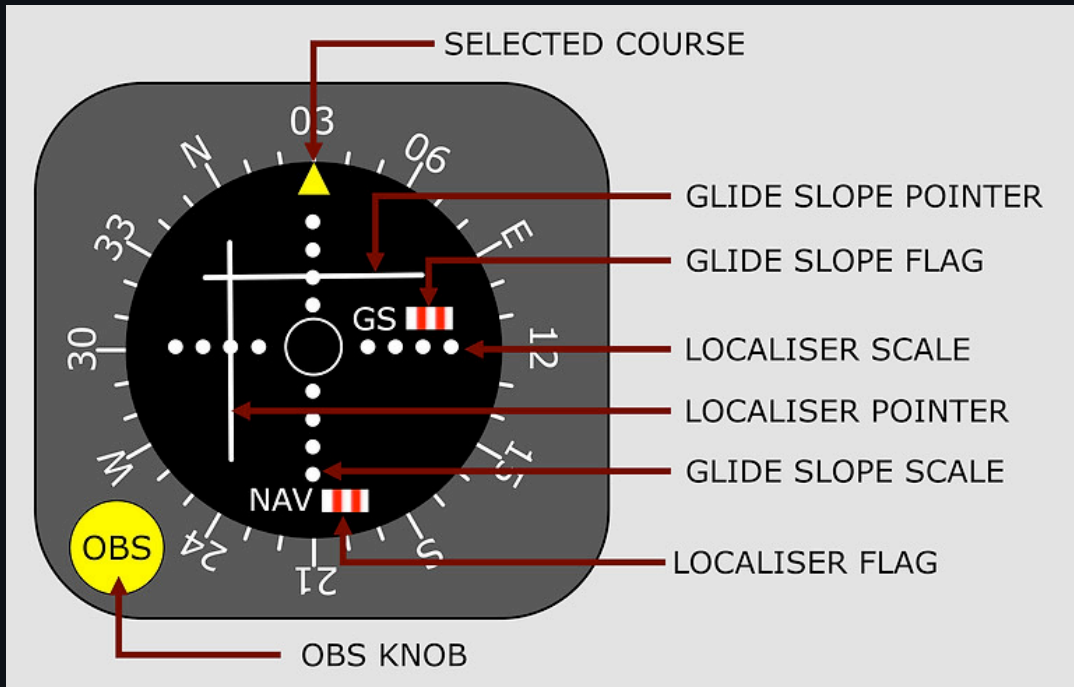 SELECTED COURSE
03
N
06
GLIDE SLOPE POINTER
33
E
GLIDE SLOPE FLAG
GS
30
12
LOCALISER SCALE
LOCALISER POINTER
W
15
GLIDE SLOPE SCALE
NAV
OBS
24
S
21
LOCALISER FLAG
OBS KNOB